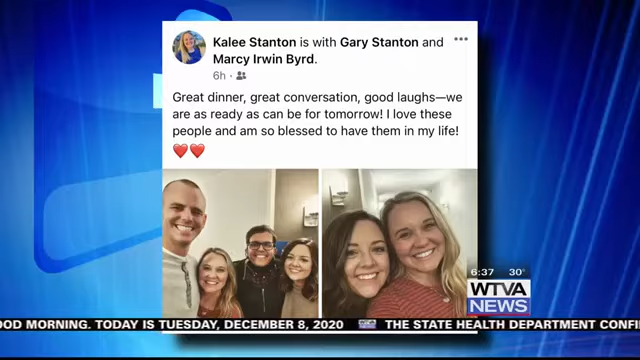 Kalee Stanton is with Gary Stanton and
Marcy Irwin Byrd.
6h
Great dinner, great conversation, good laughs—we
are as ready as can be for tomorrow! I love these
people and am so blessed to have them in my life!
6:37 30°
WTVA
NEWS
OOD MORNING. TODAY IS TUESDAY, DECEMBER 8, 2020 THE STATE HEALTH DEPARTMENT CONFI